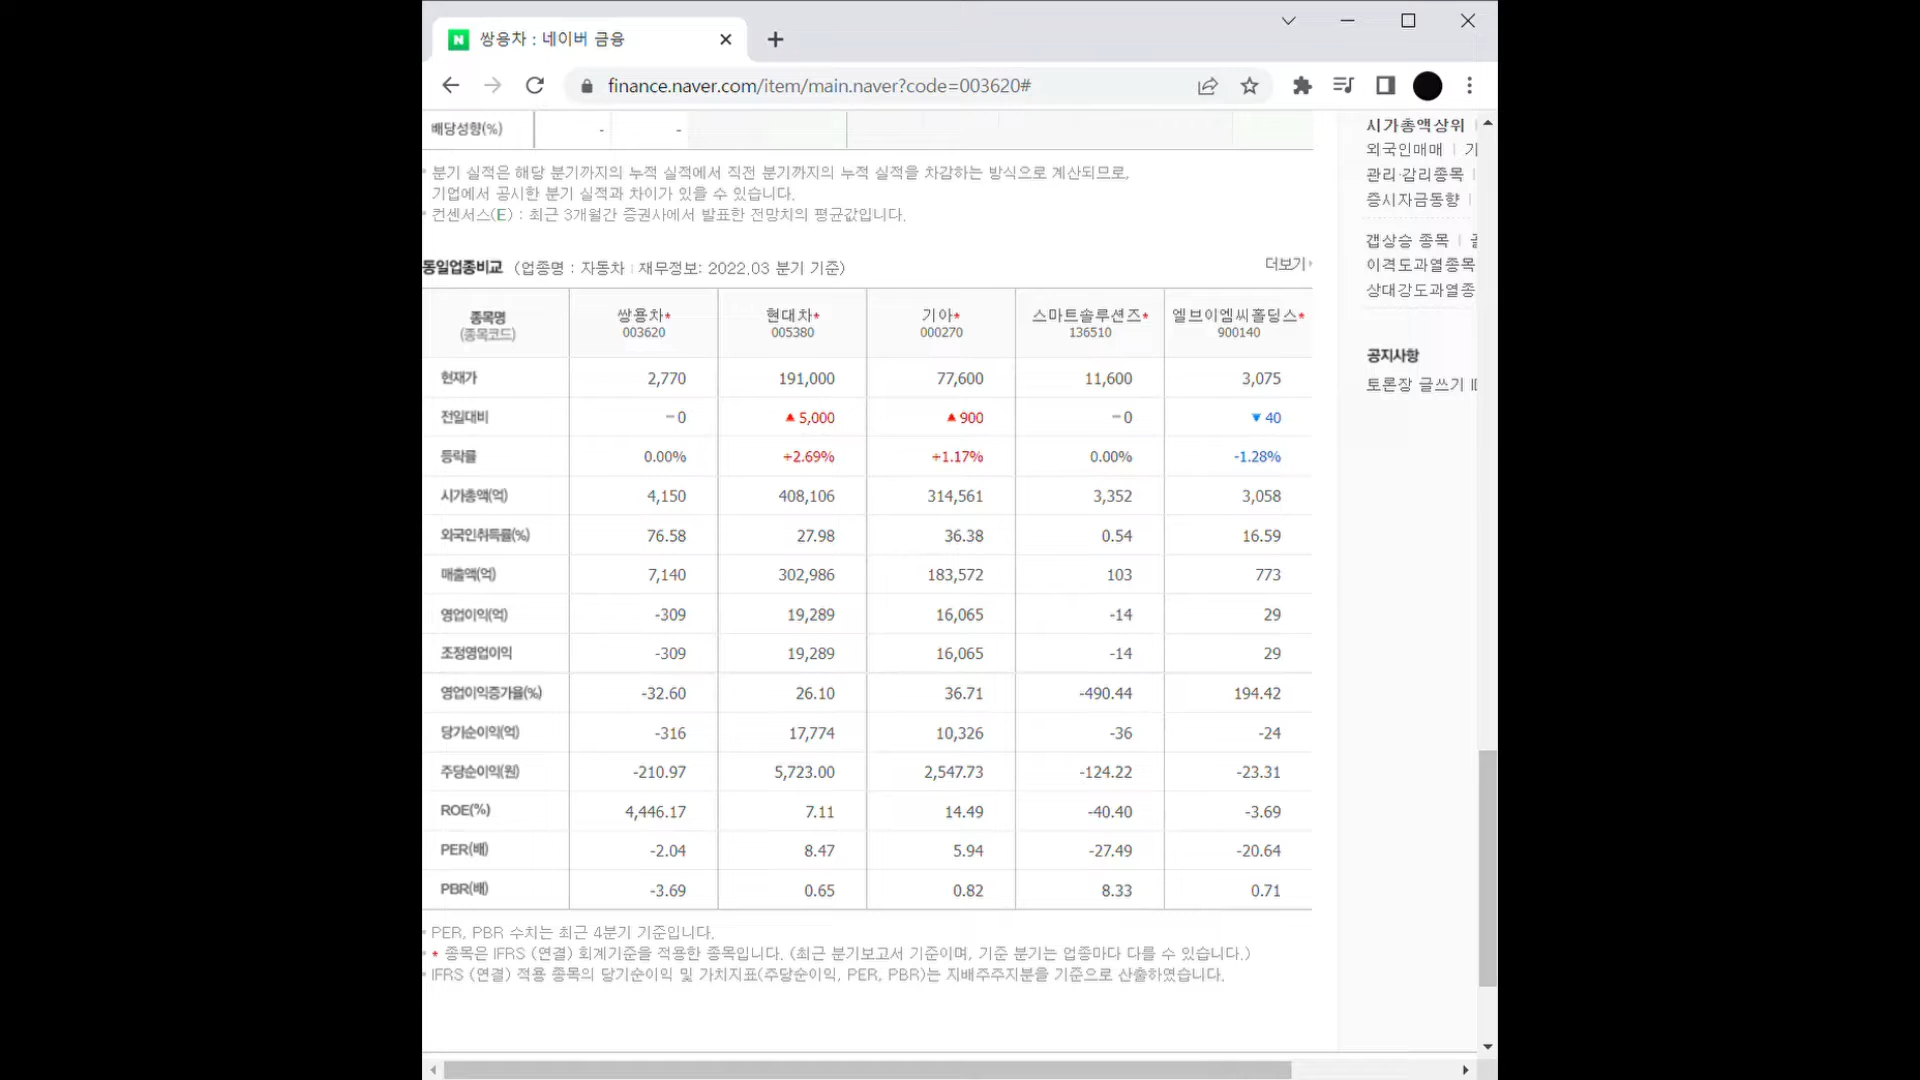 쌍용차 : 네이버 금융
finance.naver.com/item/main.naver?code=003620#
배당성향(%) - -
분기 실적은 해당 분기까지의 누적 실적에서 직전 분기까지의 누적 실적을 차감하는 방식으로 계산되므로,
기업에서 공시한 분기 실적과 차이가 있을 수 있습니다.
컨센서스(E) : 최근 3개월간 증권사에서 발표한 전망치의 평균값입니다.
동일업종비교 (업종명 : 자동차 | 재무정보: 2022.03 분기 기준) 더보기
종목명 (종목코드) 쌍용차* 003620 현대차* 005380 기아* 000270 스마트솔루션즈* 136510 엘브이엠씨홀딩스* 900140
현재가 2,770 191,000 77,600 11,600 3,075
전일대비 -0 ▲5,000 ▲900 -0 ▼40
등락률 0.00% +2.69% +1.17% 0.00% -1.28%
시가총액(억) 4,150 408,106 314,561 3,352 3,058
외국인취득률(%) 76.58 27.98 36.38 0.54 16.59
매출액(억) 7,140 302,986 183,572 103 773
영업이익(억) -309 19,289 16,065 -14 29
조정영업이익 -309 19,289 16,065 -14 29
영업이익증가율(%) -32.60 26.10 36.71 -490.44 194.42
당기순이익(억) -316 17,774 10,326 -36 -24
주당순이익(원) -210.97 5,723.00 2,547.73 -124.22 -23.31
ROE(%) 4,446.17 7.11 14.49 -40.40 -3.69
PER(배) -2.04 8.47 5.94 -27.49 -20.64
PBR(배) -3.69 0.65 0.82 8.33 0.71
PER, PBR 수치는 최근 4분기 기준입니다.
* 종목은 IFRS (연결) 회계기준을 적용한 종목입니다. (최근 분기보고서 기준이며, 기준 분기는 업종마다 다를 수 있습니다.)
IFRS (연결) 적용 종목의 당기순이익 및 가치지표(주당순이익, PER, PBR)는 지배주주지분을 기준으로 산출하였습니다.
시가총액상위 |
외국인매매 |
관리·감리종목 |
증시자금동향 |
갭상승 종목 |
이격도과열종목
상대강도과열종
공지사항
토론장 글쓰기